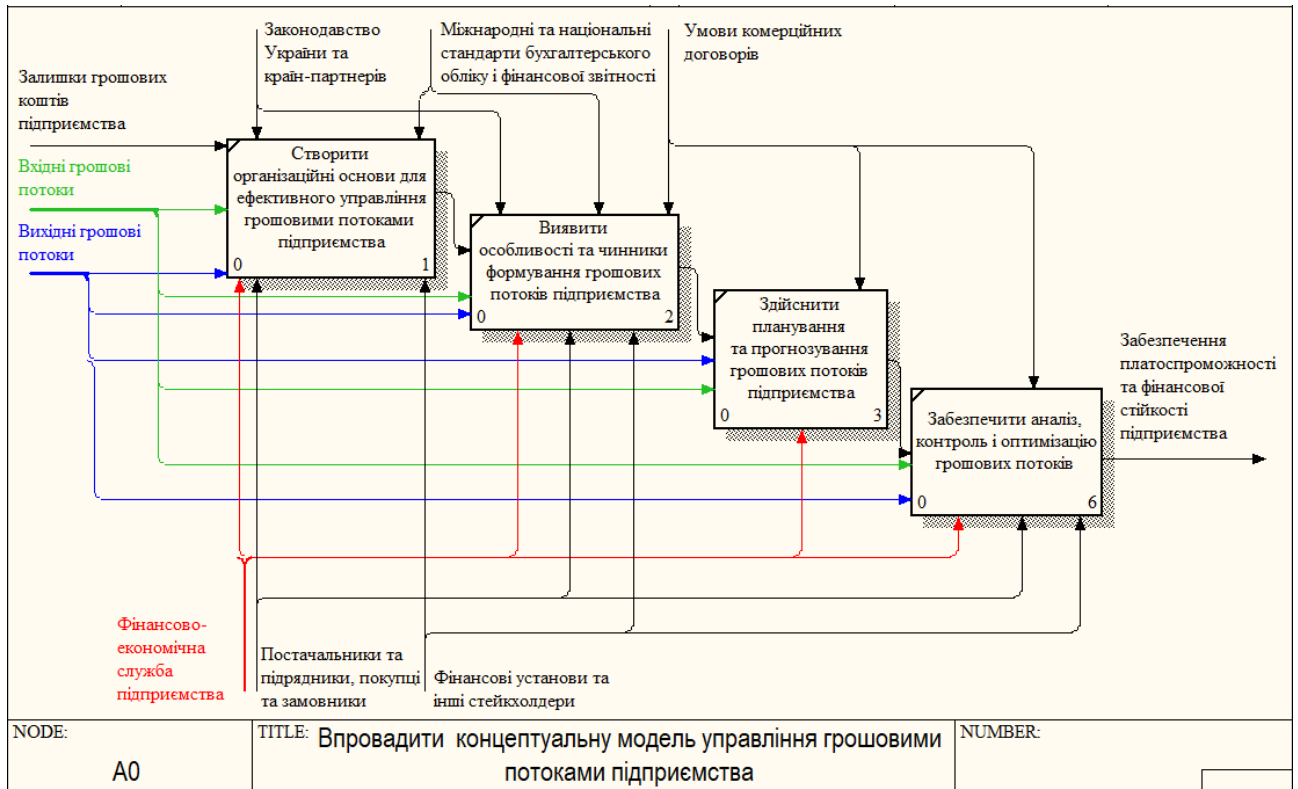 Законодавство
України та
країн-партнерів
Міжнародні та національні
стандарти бухгалтерського
обліку і фінансової звітності
Умови комерційних
договорів
Залишки грошових
коштів
підприємства
Вхідні грошові
потоки
Вихідні грошові
потоки
Створити
організаційні основи для
ефективного управління
грошовими потоками
підприємства
0 1
Виявити
особливості та чинники
формування грошових
потоків підприємства
0 2
Здійснити
планування
та прогнозування
грошових потоків
підприємства
0 3
Забезпечити аналіз,
контроль і оптимізацію
грошових потоків
0 6
Забезпечення
платоспроможності
та фінансової
стійкості
підприємства
Фінансово-
економічна
служба
підприємства
Постачальники та
підрядники, покупці
та замовники
Фінансові установи та
інші стейкхолдери
NODE:
A0
TITLE: Впровадити концептуальну модель управління грошовими
потоками підприємства
NUMBER: